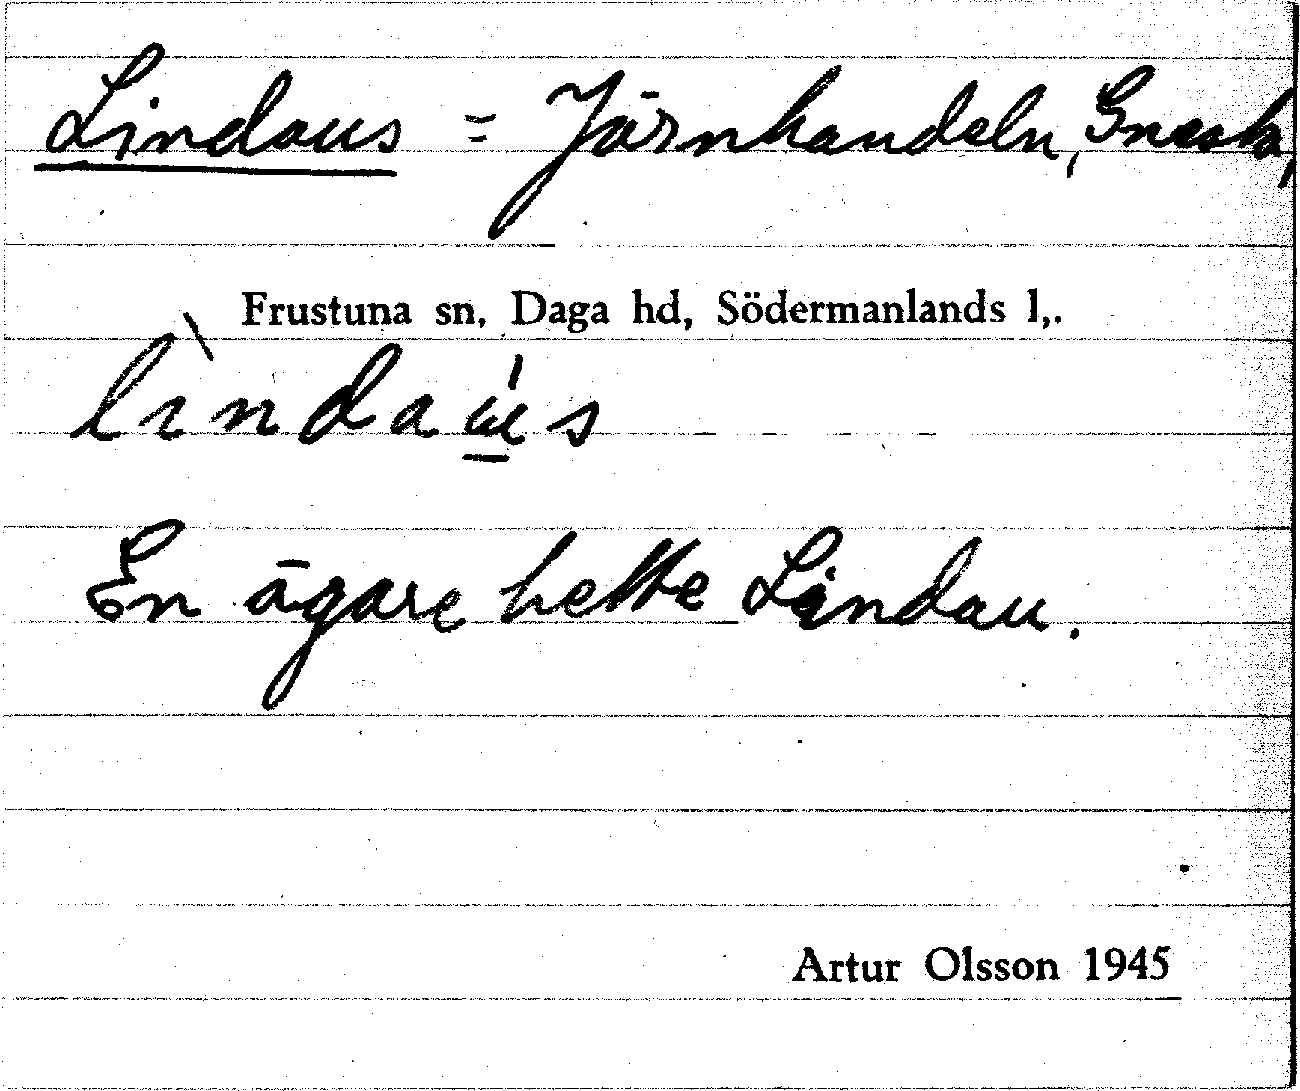 Lindaus = Järnhandeln, Gnesta,
Frustuna sn, Daga hd, Södermanlands l,.
lìndaús
En ägare hette Lindau.
Artur Olsson 1945